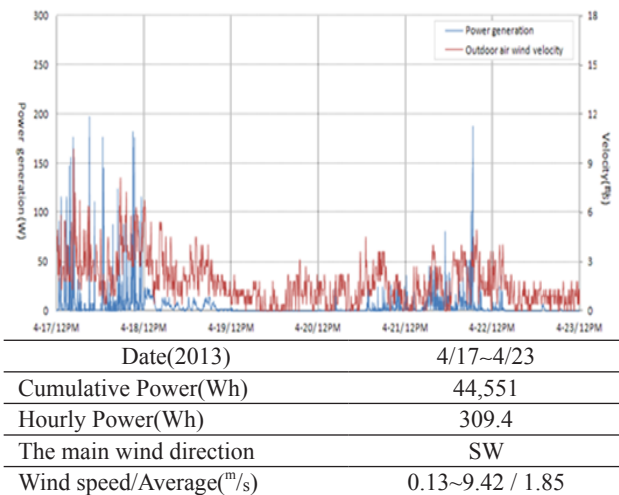 300
250
200
150
100
50
0
Power generation(W)
Power generation
Outdoor air wind velocity
18
15
12
9
6
3
0
4-17/12PM 4-18/12PM 4-19/12PM 4-20/12PM 4-21/12PM 4-22/12PM 4-23/12PM
Date(2013) 4/17~4/23
Cumulative Power(Wh) 44,551
Hourly Power(Wh) 309.4
The main wind direction SW
Wind speed/Average(m/s) 0.13~9.42 / 1.85